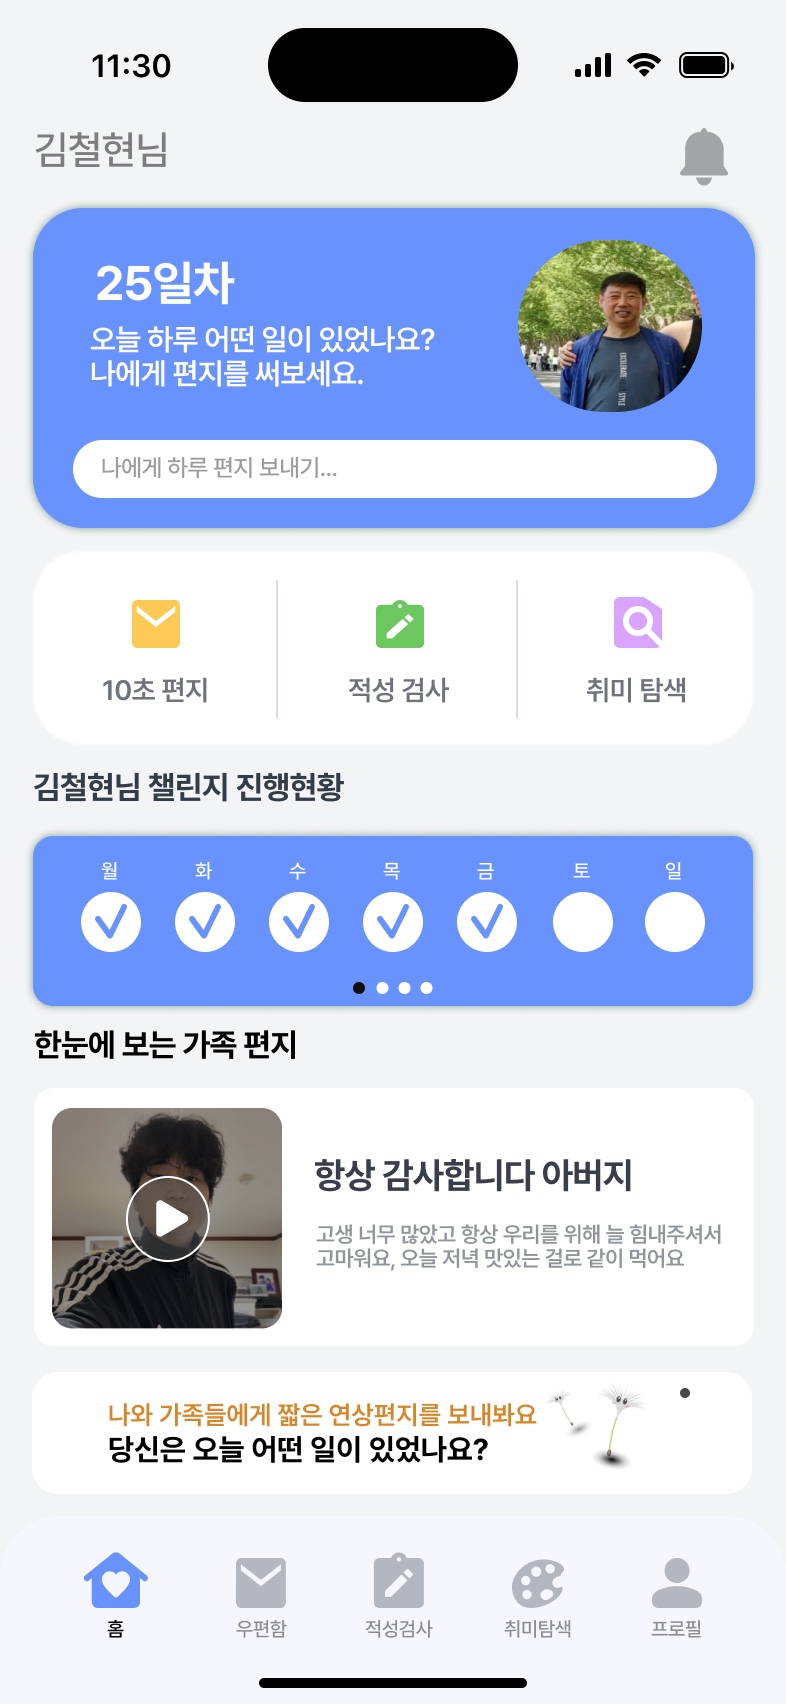 11:30
김철현님
25일차
오늘 하루 어떤 일이 있었나요?
나에게 편지를 써보세요.
EXCELERATE STYLE
나에게 하루 편지 보내기...
10초 편지
적성 검사
취미 탐색
김철현님 챌린지 진행현황
월 화 수 목 금 토 일
한눈에 보는 가족 편지
항상 감사합니다 아버지
고생 너무 많았고 항상 우리를 위해 늘 힘내주셔서
고마워요, 오늘 저녁 맛있는 걸로 같이 먹어요
나와 가족들에게 짧은 연상편지를 보내봐요
당신은 오늘 어떤 일이 있었나요?
홈 우편함 적성검사 취미탐색 프로필